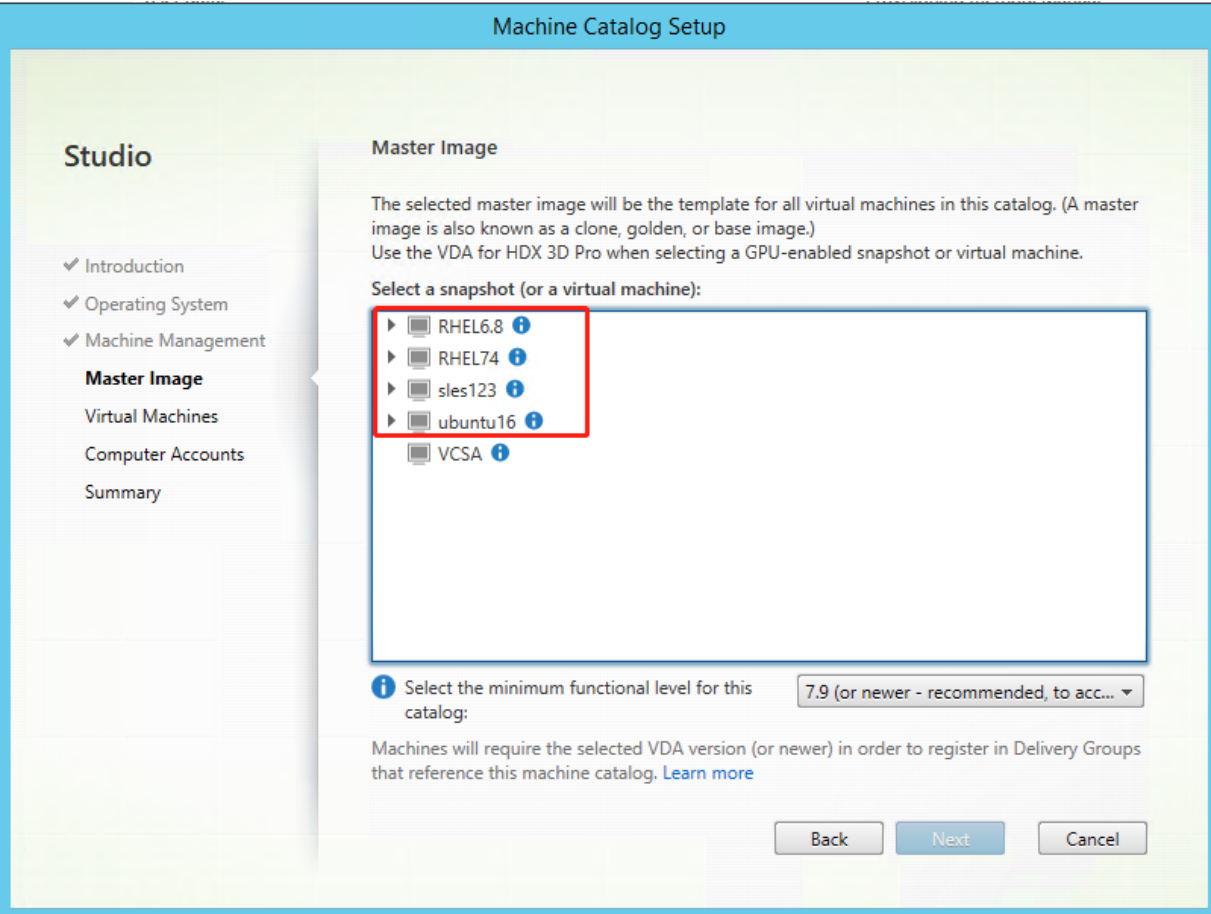 Machine Catalog Setup
Studio
Introduction
Operating System
Machine Management
Master Image
Virtual Machines
Computer Accounts
Summary
Master Image
The selected master image will be the template for all virtual machines in this catalog. (A master
image is also known as a clone, golden, or base image.)
Use the VDA for HDX 3D Pro when selecting a GPU-enabled snapshot or virtual machine.
Select a snapshot (or a virtual machine):
RHEL6.8
RHEL74
sles123
ubuntu16
VCSA
Select the minimum functional level for this
catalog:
7.9 (or newer - recommended, to acc...
Machines will require the selected VDA version (or newer) in order to register in Delivery Groups
that reference this machine catalog. Learn more
Back
Next
Cancel